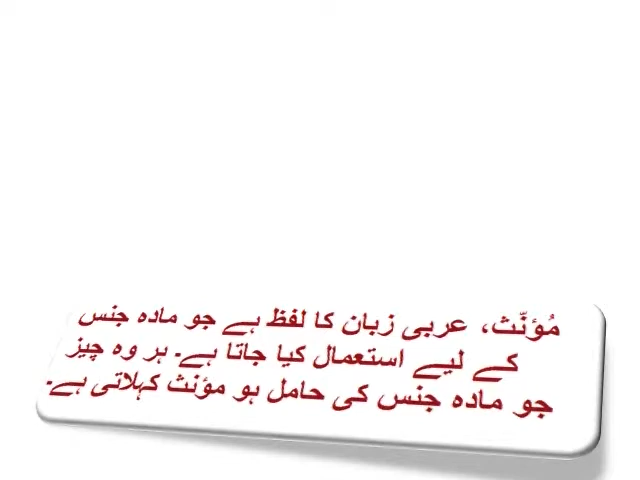 مُؤنّث، عربی زبان کا لفظ ہے جو مادہ جنس
کے لیے استعمال کیا جاتا ہے۔ ہر وہ چیز
جو مادہ جنس کی حامل ہو مؤنث کہلاتی ہے۔